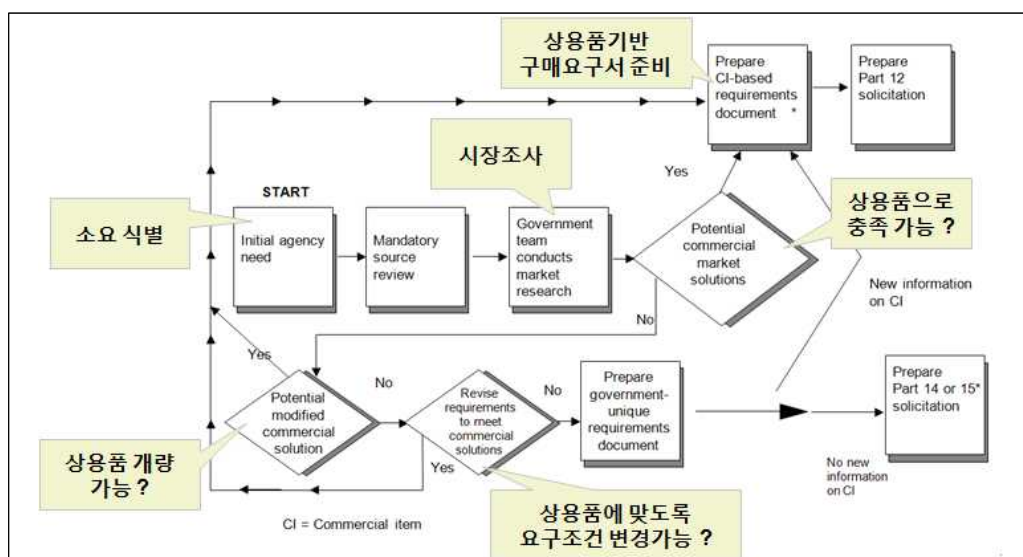 상용품기반
구매요구서 준비
Prepare
CI-based
requirements
document *
Prepare
Part 12
solicitation
시장조사
Yes
START
소요 식별
상용품으로
충족 가능 ?
Initial agency
need
Mandatory
source
review
Government
team
conducts
market
research
Potential
commercial
market
solutions
New information
on CI
No
Yes
Potential
modified
commercial
solution
No
Revise
requirements
to meet
commercial
solutions
No
Prepare
government-
unique
requirements
document
Prepare
Part 14 or 15*
solicitation
상용품 개량
가능 ?
Yes
No new
information
on CI
상용품에 맞도록
요구조건 변경가능 ?
CI = Commercial item